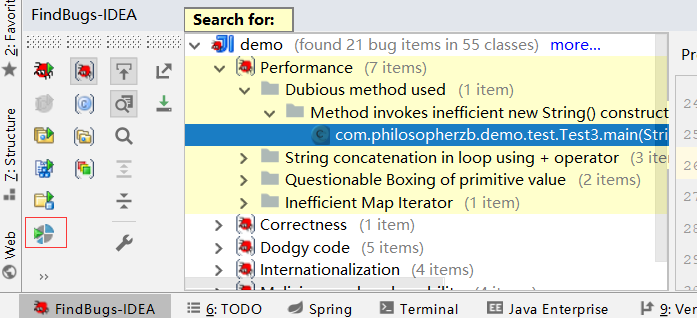 FindBugs-IDEA
Search for:
demo (found 21 bug items in 55 classes) more...
Performance (7 items)
Dubious method used (1 item)
Method invokes inefficient new String() construct
com.philosopherzb.demo.test.Test3.main(Stri
String concatenation in loop using + operator (3 iter
Questionable Boxing of primitive value (2 items)
Inefficient Map Iterator (1 item)
Correctness (1 item)
Dodgy code (5 items)
Internationalization (4 items)
2: Favorit
Z: Structure
Web
Pre
24
25
26
27
28
29
30
FindBugs-IDEA
6: TODO
Spring
Terminal
Java Enterprise
9: Ver